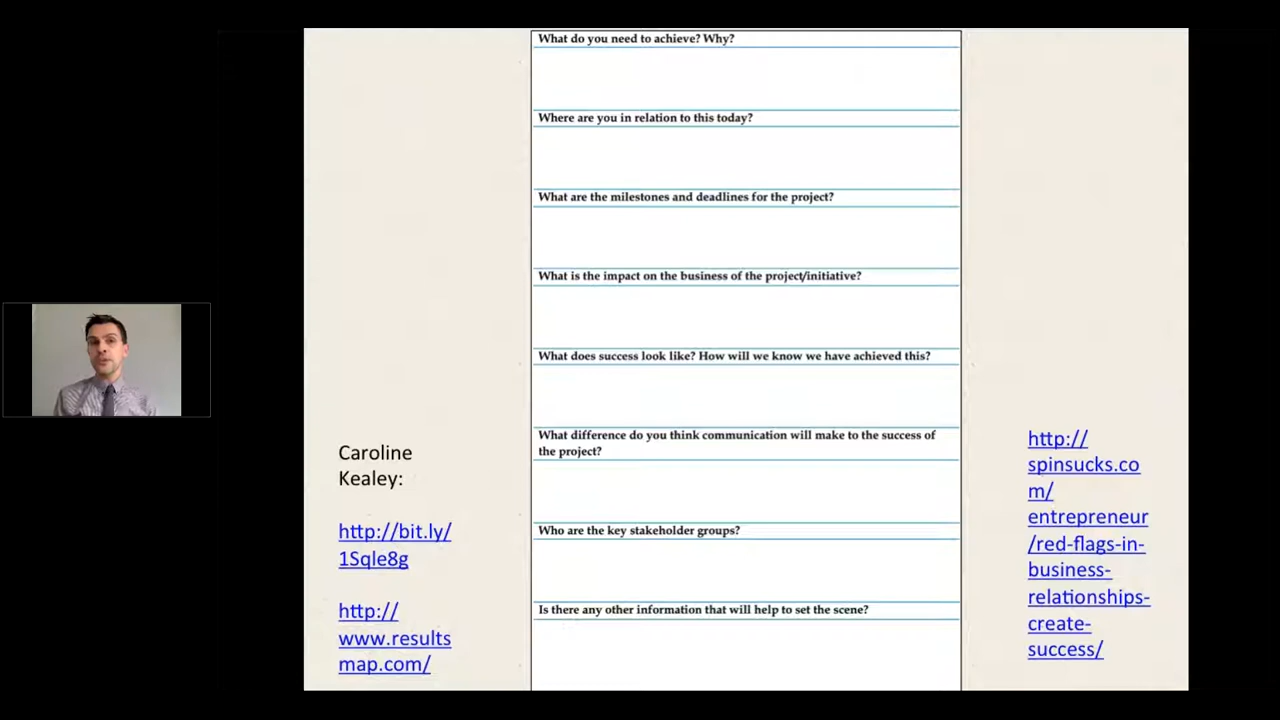 What do you need to achieve? Why?
Where are you in relation to this today?
What are the milestones and deadlines for the project?
What is the impact on the business of the project/initiative?
What does success look like? How will we know we have achieved this?
What difference do you think communication will make to the success of
the project?
Who are the key stakeholder groups?
Is there any other information that will help to set the scene?
Caroline
Kealey:
http://bit.ly/
1Sqle8g
http://
www.results
map.com/
http://
spinsucks.co
m/
entrepreneur
/red-flags-in-
business-
relationships-
create-
success/